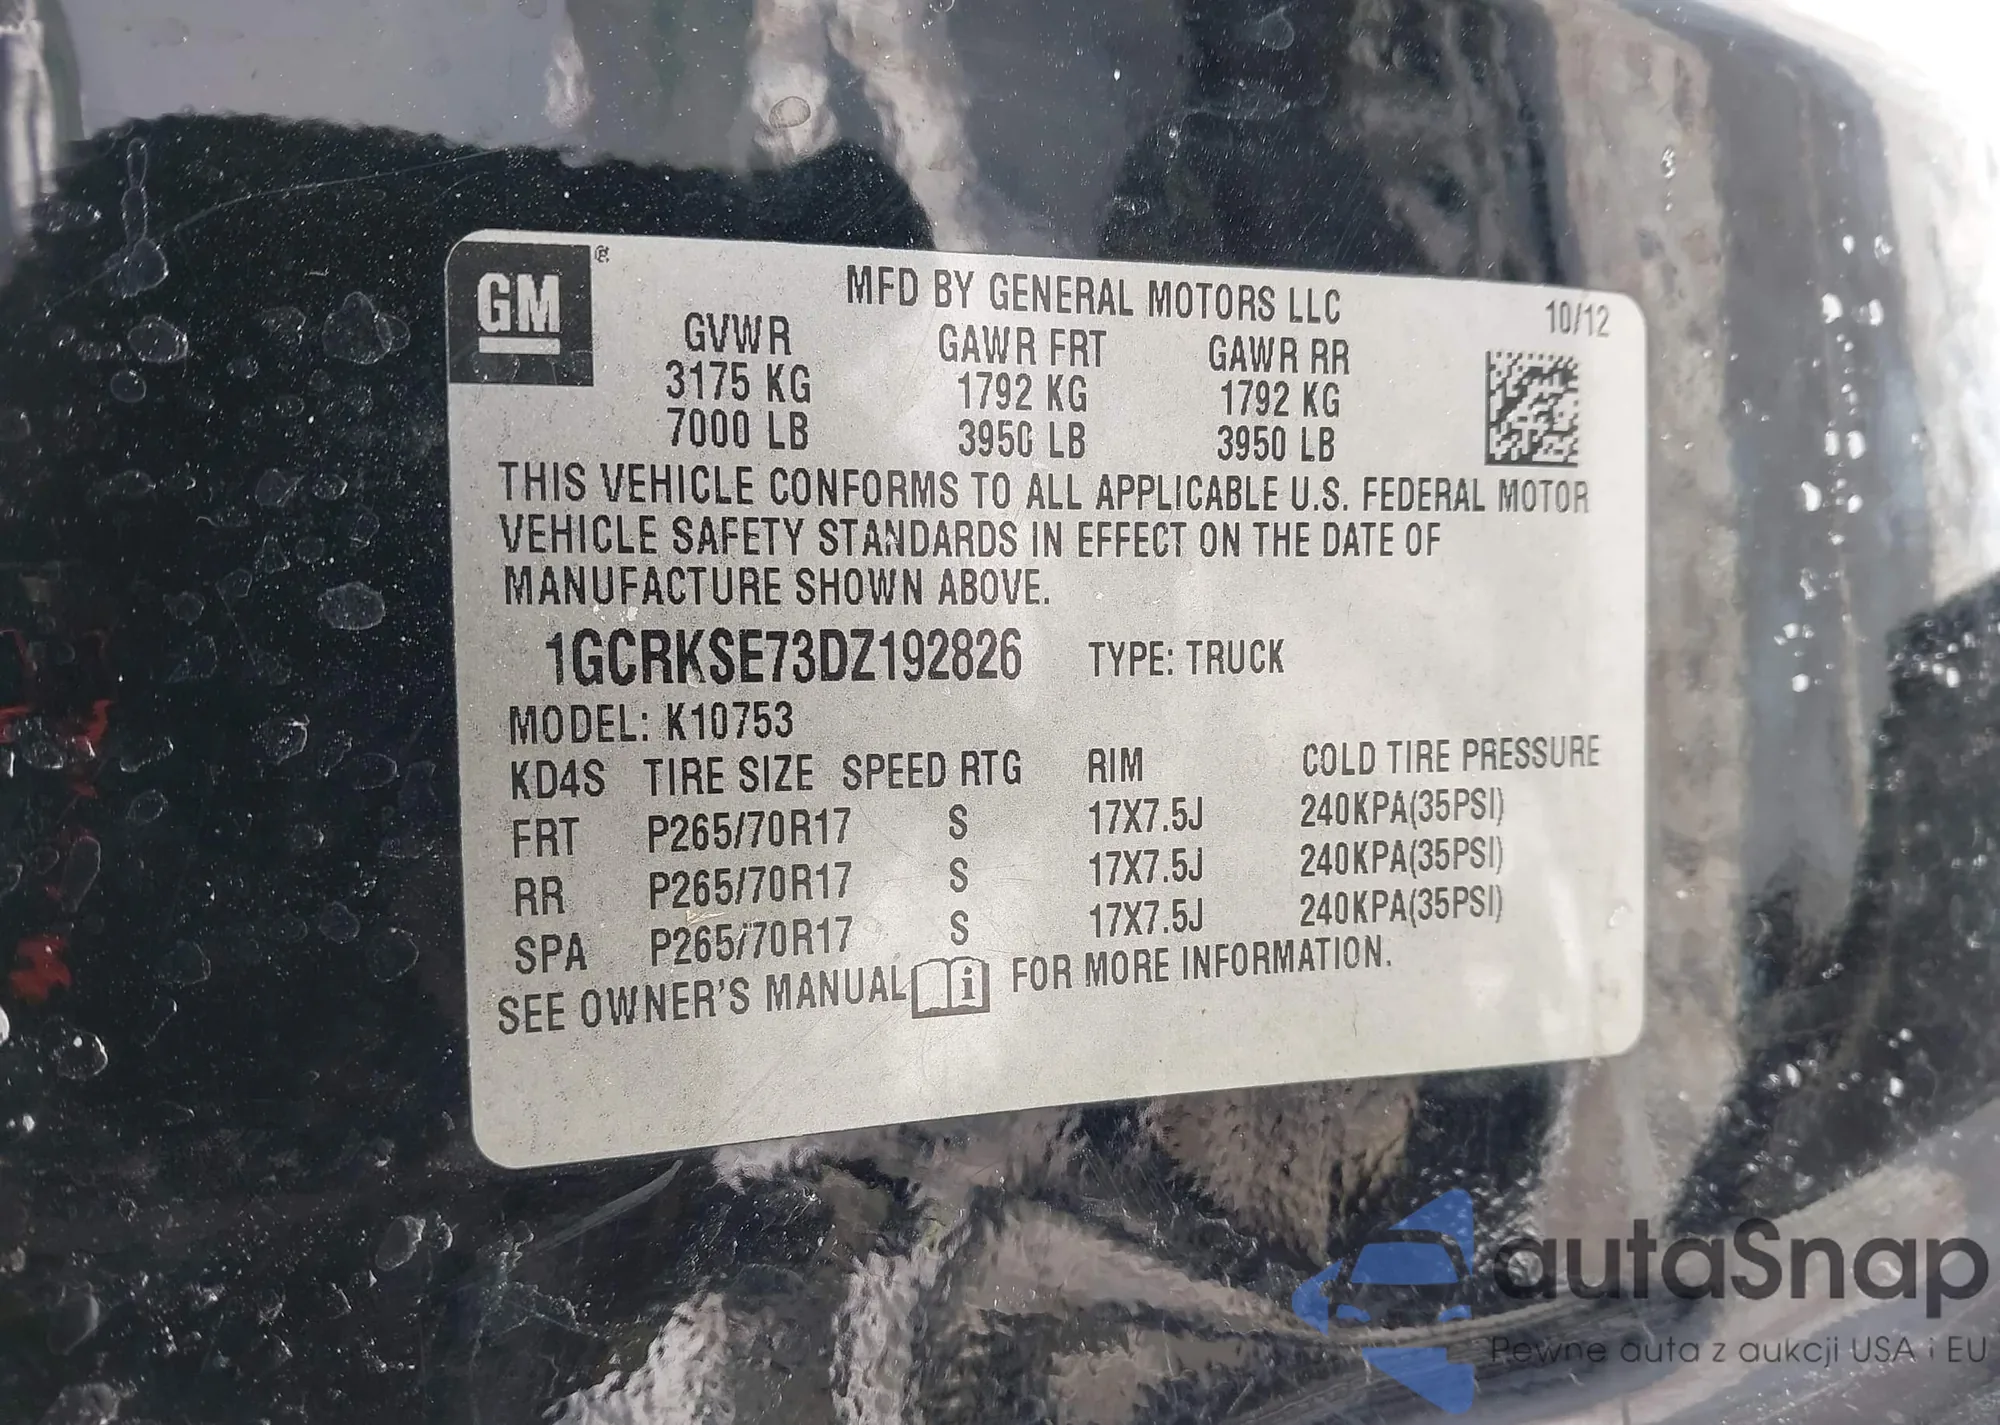 GM®
MFD BY GENERAL MOTORS LLC 10/12
GVWR GAWR FRT GAWR RR
3175 KG 1792 KG 1792 KG
7000 LB 3950 LB 3950 LB
THIS VEHICLE CONFORMS TO ALL APPLICABLE U.S. FEDERAL MOTOR
VEHICLE SAFETY STANDARDS IN EFFECT ON THE DATE OF
MANUFACTURE SHOWN ABOVE.
1GCRKSE73DZ192826 TYPE: TRUCK
MODEL: K10753
KD4S TIRE SIZE SPEED RTG RIM COLD TIRE PRESSURE
FRT P265/70R17 S 17X7.5J 240KPA(35PSI)
RR P265/70R17 S 17X7.5J 240KPA(35PSI)
SPA P265/70R17 S 17X7.5J 240KPA(35PSI)
SEE OWNER'S MANUAL i FOR MORE INFORMATION.
autaSnap
Pewne auta z aukcji USA i EU